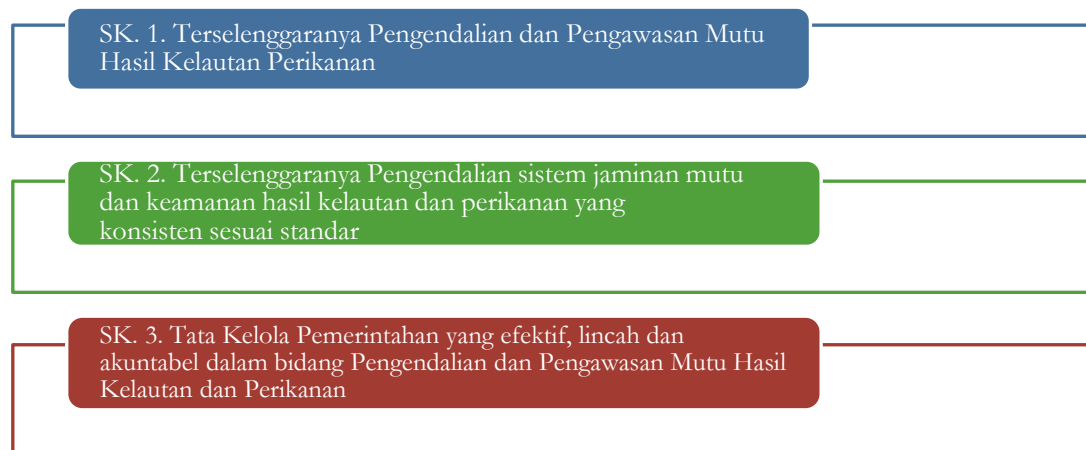 SK. 1. Terselenggaranya Pengendalian dan Pengawasan Mutu
Hasil Kelautan Perikanan
SK. 2. Terselenggaranya Pengendalian sistem jaminan mutu
dan keamanan hasil kelautan dan perikanan yang
konsisten sesuai standar
SK. 3. Tata Kelola Pemerintahan yang efektif, lincah dan
akuntabel dalam bidang Pengendalian dan Pengawasan Mutu Hasil
Kelautan dan Perikanan